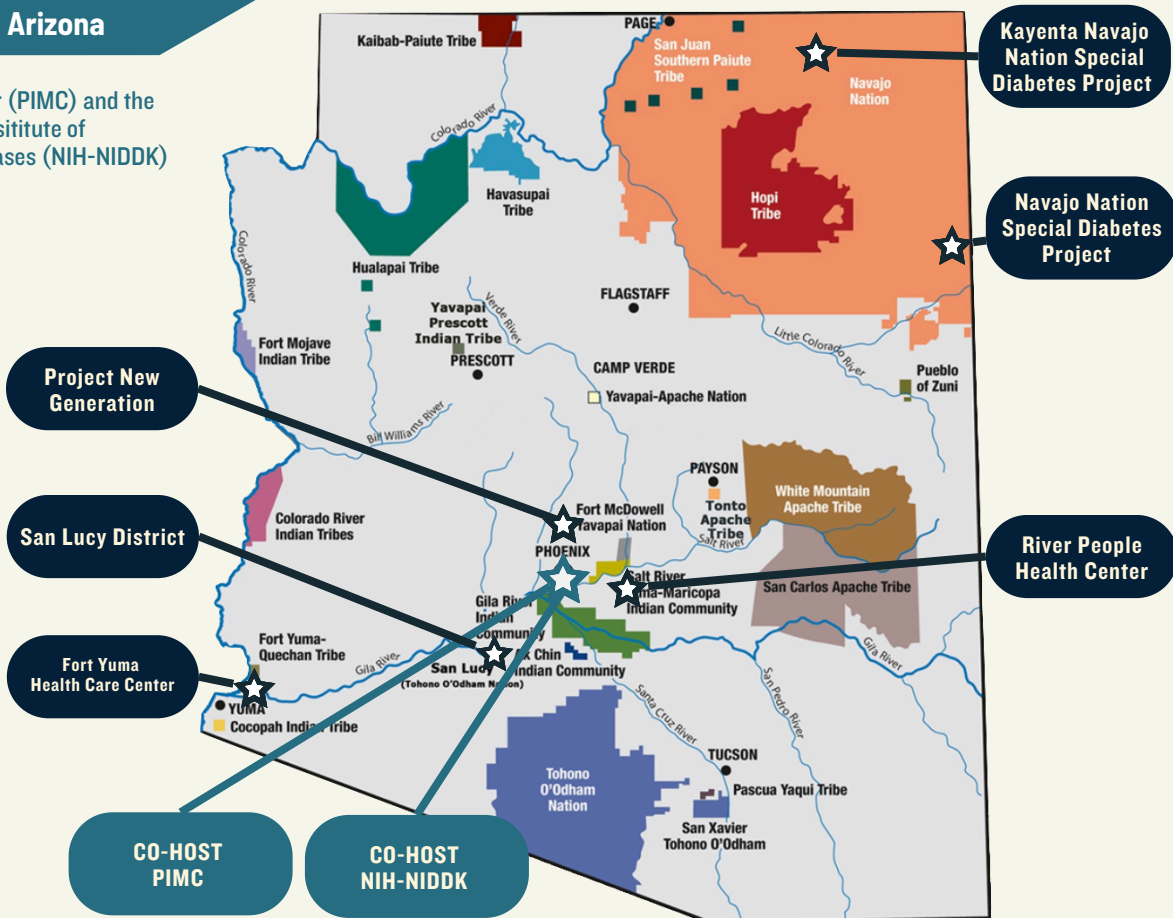 Arizona
r (PIMC) and the
sititute of
ases (NIH-NIDDK)
Kaibab-Paiute Tribe
PAGE
San Juan
Southern Paiute
Tribe
Navajo
Nation
Kayenta Navajo
Nation Special
Diabetes Project
Colorado River
Havasupai
Tribe
Hopi
Tribe
Navajo Nation
Special Diabetes
Project
Colorado River
Hualapai Tribe
FLAGSTAFF
Yavapai
Prescott
Indian Tribe
Verde River
PRESCOTT
Little Colorado
River
Fort Mojave
Indian Tribe
CAMP VERDE
Yavapai-Apache Nation
Pueblo
of Zuni
Project New
Generation
Bill Williams River
PAYSON
Tonto
Apache
Tribe
White Mountain
Apache Tribe
Colorado River
Indian Tribes
Fort McDowell
Yavapai Nation
Salt River
San Lucy District
PHOENIX
River People
Health Center
Salt River
ma-Maricopa
Indian Community
San Carlos Apache Tribe
Gila River
Indian
Community
Ak Chin
Indian Community
Gila River
Fort Yuma-
Quechan Tribe
Gila River
San Lucy
(Tohono O'Odham Nation)
Fort Yuma
Health Care Center
YUMA
Cocopah Indian Tribe
Santa Cruz River
San Pedro River
TUCSON
Tohono
O'Odham
Nation
Pascua Yaqui Tribe
San Xavier
Tohono O'Odham
CO-HOST
PIMC
CO-HOST
NIH-NIDDK